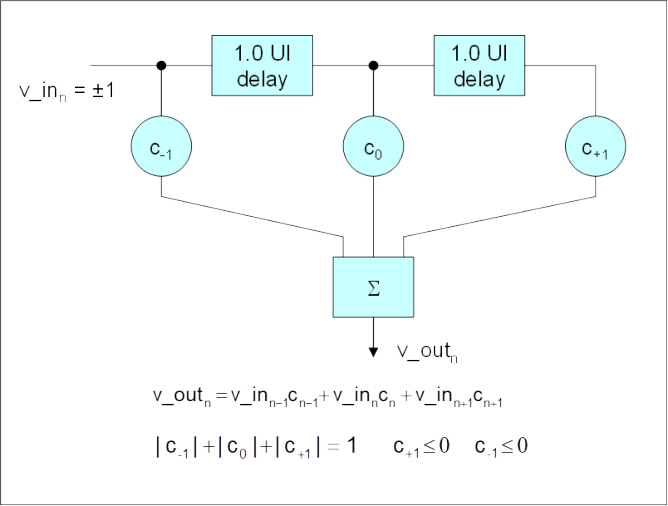 1.0 UI delay
1.0 UI delay
v_inₙ = ±1
c₋₁
c₀
c₊₁
Σ
v_outₙ
v_outₙ = v_inₙ₋₁cₙ₋₁ + v_inₙcₙ + v_inₙ₊₁cₙ₊₁
|c₋₁|+|c₀|+|c₊₁| = 1 c₊₁≤0 c₋₁≤0